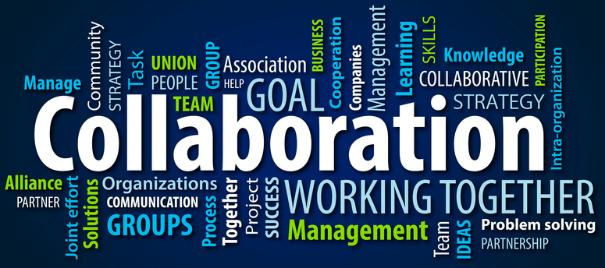 Manage
Community
STRATEGY
Task
UNION
PEOPLE
TEAM
GROUP
Association
HELP
GOAL
BUSINESS
Cooperation
Companies
Management
Learning
SKILLS
Knowledge
COLLABORATIVE
STRATEGY
PARTICIPATION
Intra-organization
Collaboration
Alliance
PARTNER
Joint effort
Solutions
Organizations
COMMUNICATION
GROUPS
Process
Together
Project
SUCCESS
WORKING TOGETHER
Management
Team
IDEAS
Problem solving
PARTNERSHIP